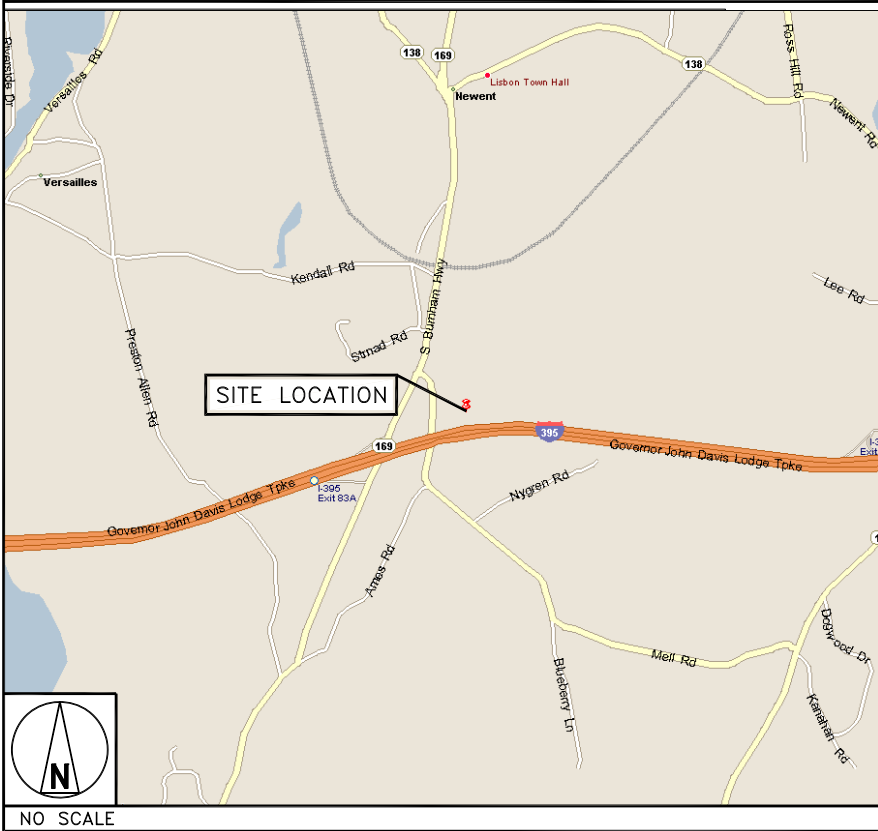 138
169
Lisbon Town Hall
Newent
138
Ross Hill Rd
Newent Rd
Riverside Dr
Versailles Rd
Versailles
Kendall Rd
S Burnham Hwy
Lee Rd
Strnad Rd
Preston Allen Rd
SITE LOCATION
395
169
Governor John Davis Lodge Tpke
I-395
Exit 83A
Governor John Davis Lodge Tpke
Nygren Rd
Ames Rd
Mell Rd
Blueberry Ln
Dogwood Dr
Kanahan Rd
N
NO SCALE